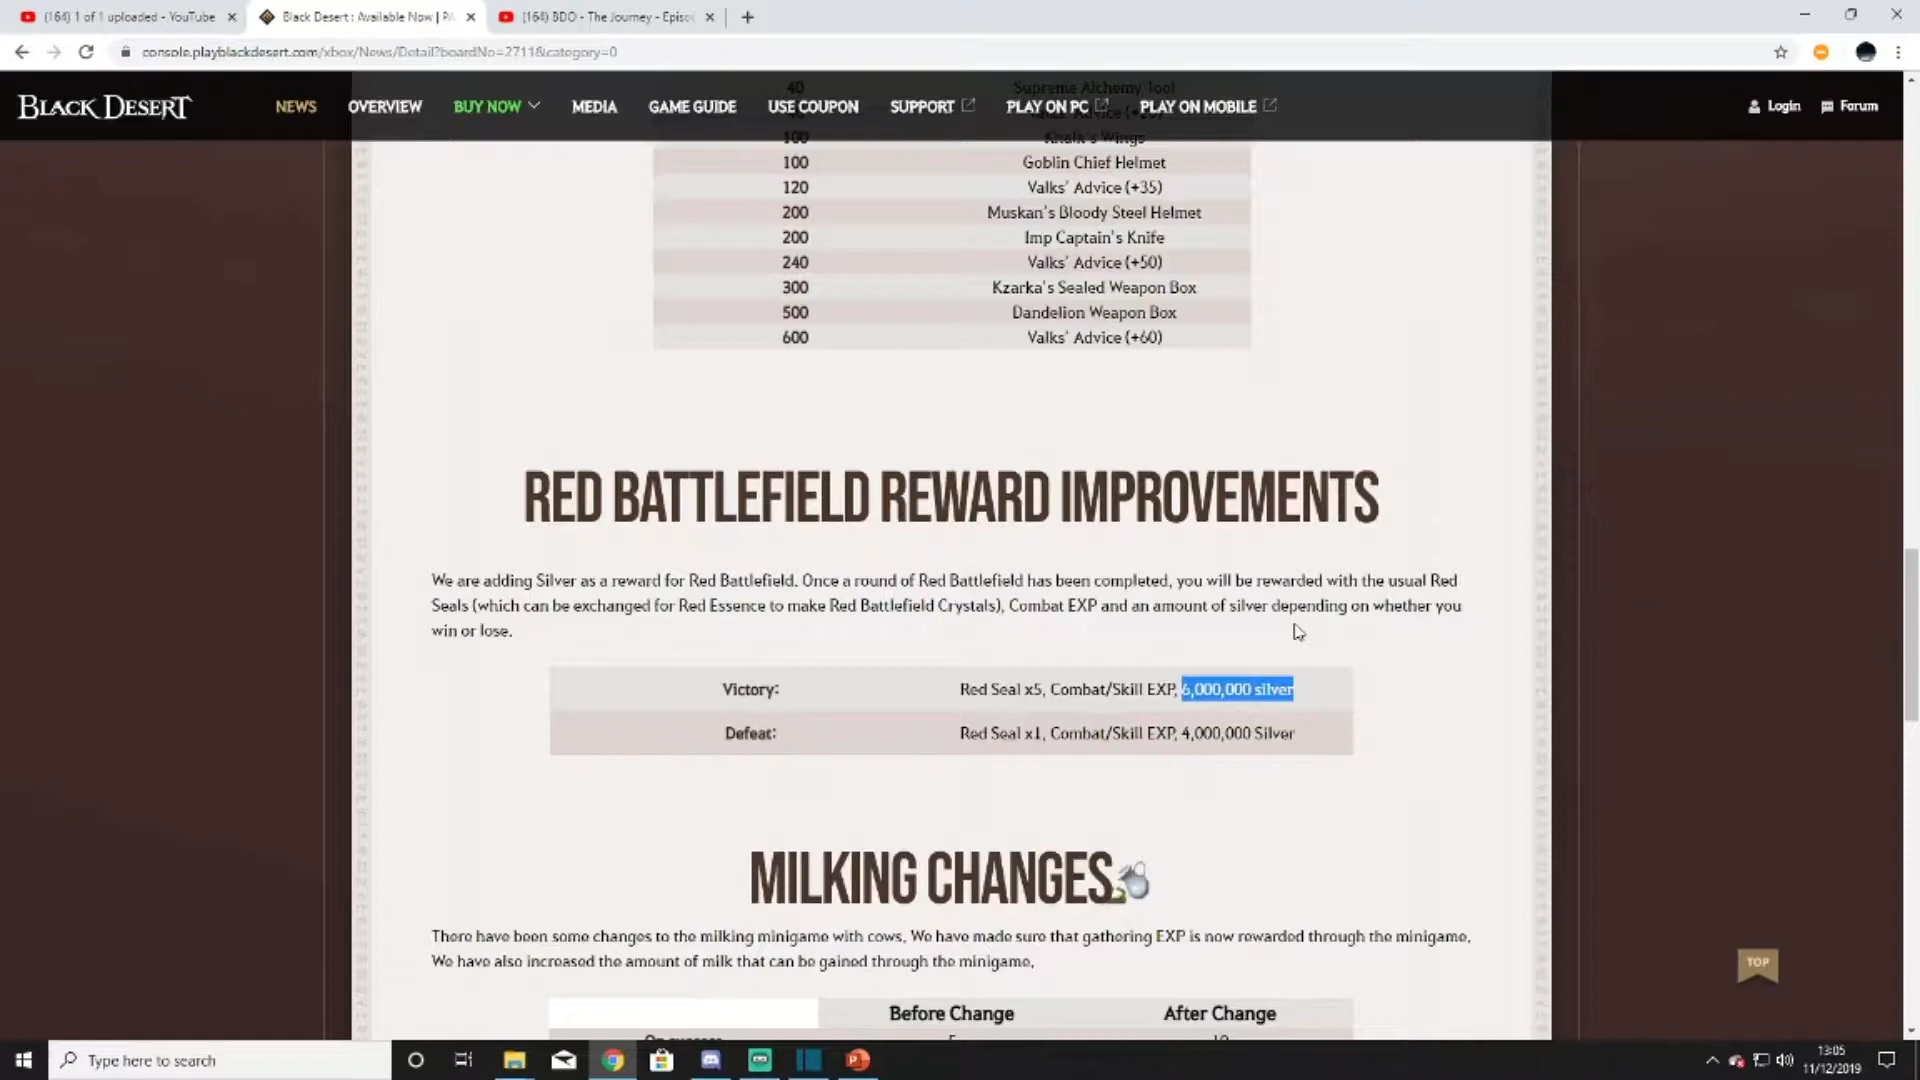 (164) 1 of 1 uploaded - YouTube
Black Desert: Available Now | PA
(164) BDO - The Journey - Episo
console.playblackdesert.com/xbox/News/Detail?boardNo=2711&category=0
BLACK DESERT
NEWS OVERVIEW BUY NOW MEDIA GAME GUIDE USE COUPON SUPPORT PLAY ON PC PLAY ON MOBILE Login Forum
40 Supreme Alchemy Tool
100
100 Goblin Chief Helmet
120 Valks' Advice (+35)
200 Muskan's Bloody Steel Helmet
200 Imp Captain's Knife
240 Valks' Advice (+50)
300 Kzarka's Sealed Weapon Box
500 Dandelion Weapon Box
600 Valks' Advice (+60)
RED BATTLEFIELD REWARD IMPROVEMENTS
We are adding Silver as a reward for Red Battlefield. Once a round of Red Battlefield has been completed, you will be rewarded with the usual Red
Seals (which can be exchanged for Red Essence to make Red Battlefield Crystals), Combat EXP and an amount of silver depending on whether you
win or lose.
Victory: Red Seal x5, Combat/Skill EXP, 6,000,000 silver
Defeat: Red Seal x1, Combat/Skill EXP, 4,000,000 Silver
MILKING CHANGES
There have been some changes to the milking minigame with cows. We have made sure that gathering EXP is now rewarded through the minigame.
We have also increased the amount of milk that can be gained through the minigame.
TOP
Before Change After Change
Type here to search
13:05
11/12/2019